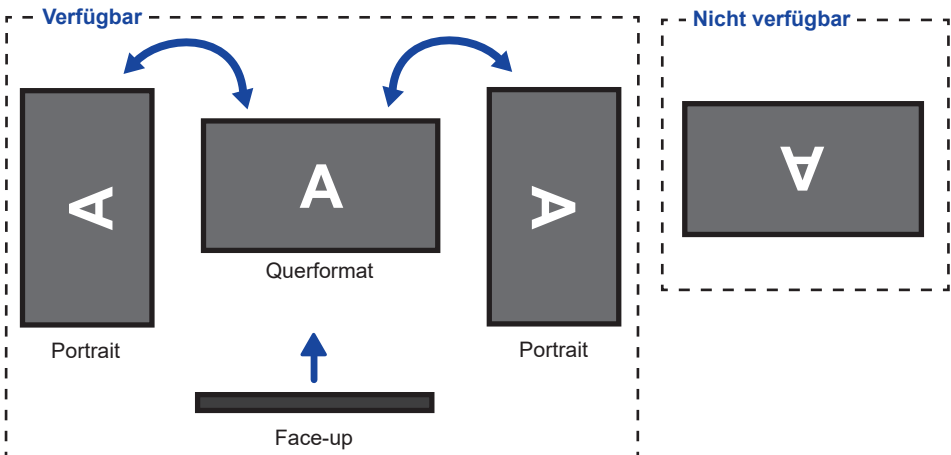 Verfügbar
Nicht verfügbar
A
A
A
A
Querformat
Portrait
Portrait
Face-up